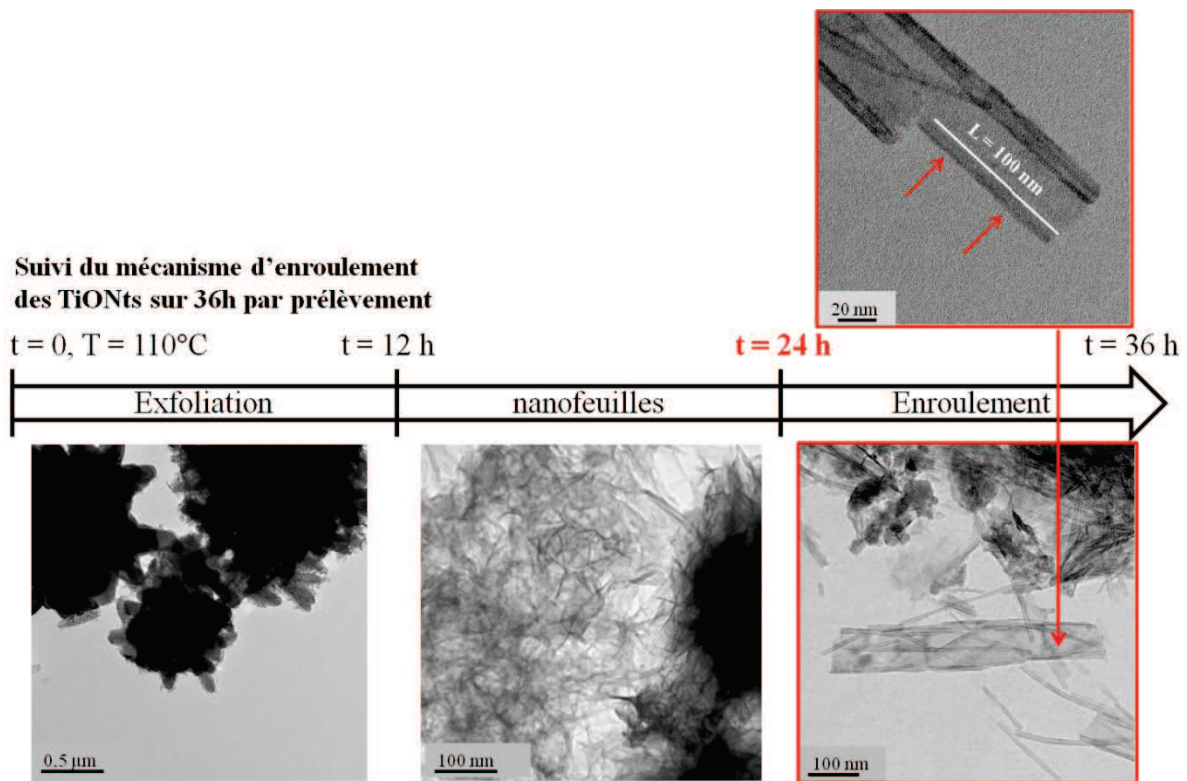 L = 100 nm
20 nm
Suivi du mécanisme d'enroulement
des TiONts sur 36h par prélèvement
t = 0, T = 110°C
t = 12 h
t = 24 h
t = 36 h
Exfoliation
nanofeuilles
Enroulement
0.5 µm
100 nm
100 nm